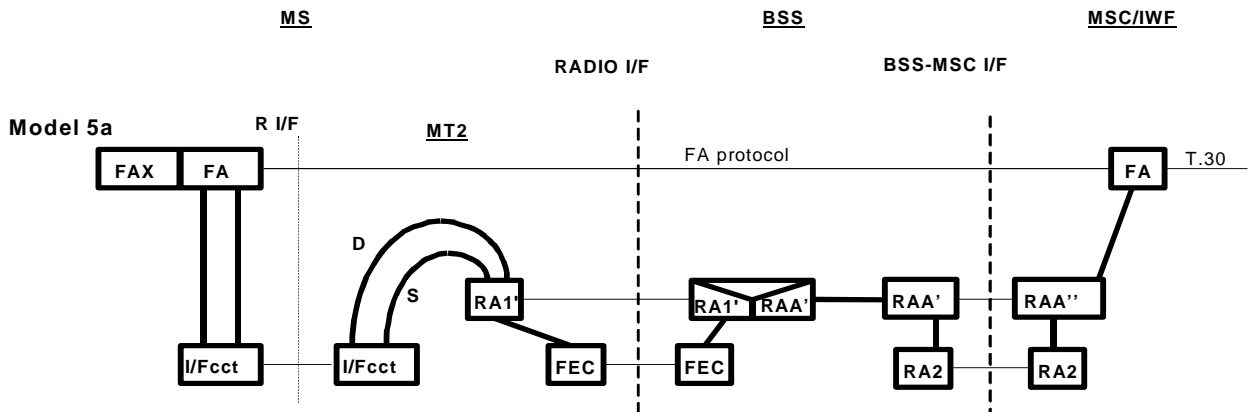 MS BSS MSC/IWF
RADIO I/F BSS-MSC I/F
Model 5a R I/F MT2
FAX FA FA protocol FA T.30
D
S
RA1' RA1' RAA' RAA' RAA''
I/Fcct I/Fcct FEC FEC RA2 RA2